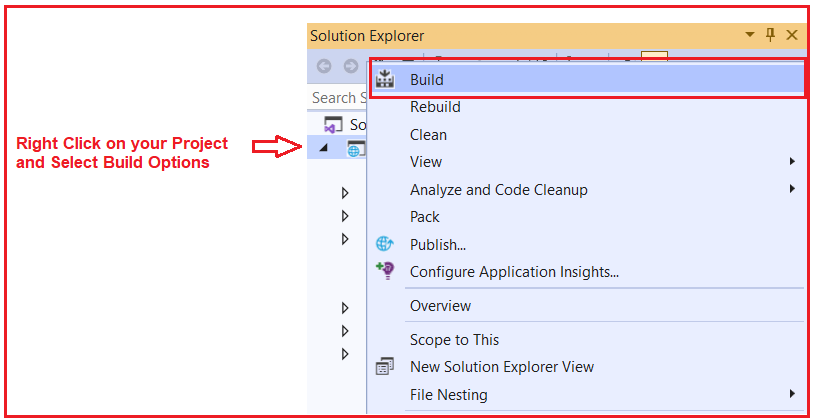 Solution Explorer
Search S
So
Right Click on your Project
and Select Build Options
Build
Rebuild
Clean
View
Analyze and Code Cleanup
Pack
Publish...
Configure Application Insights...
Overview
Scope to This
New Solution Explorer View
File Nesting